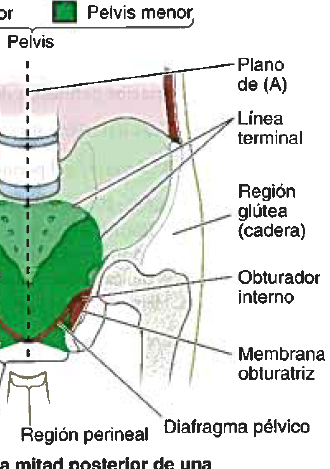 or Pelvis menor
Pelvis
Plano
de (A)
Línea
terminal
Región
glútea
(cadera)
Obturador
interno
Membrana
obturatriz
Diafragma pélvico
Región perineal
a mitad posterior de una